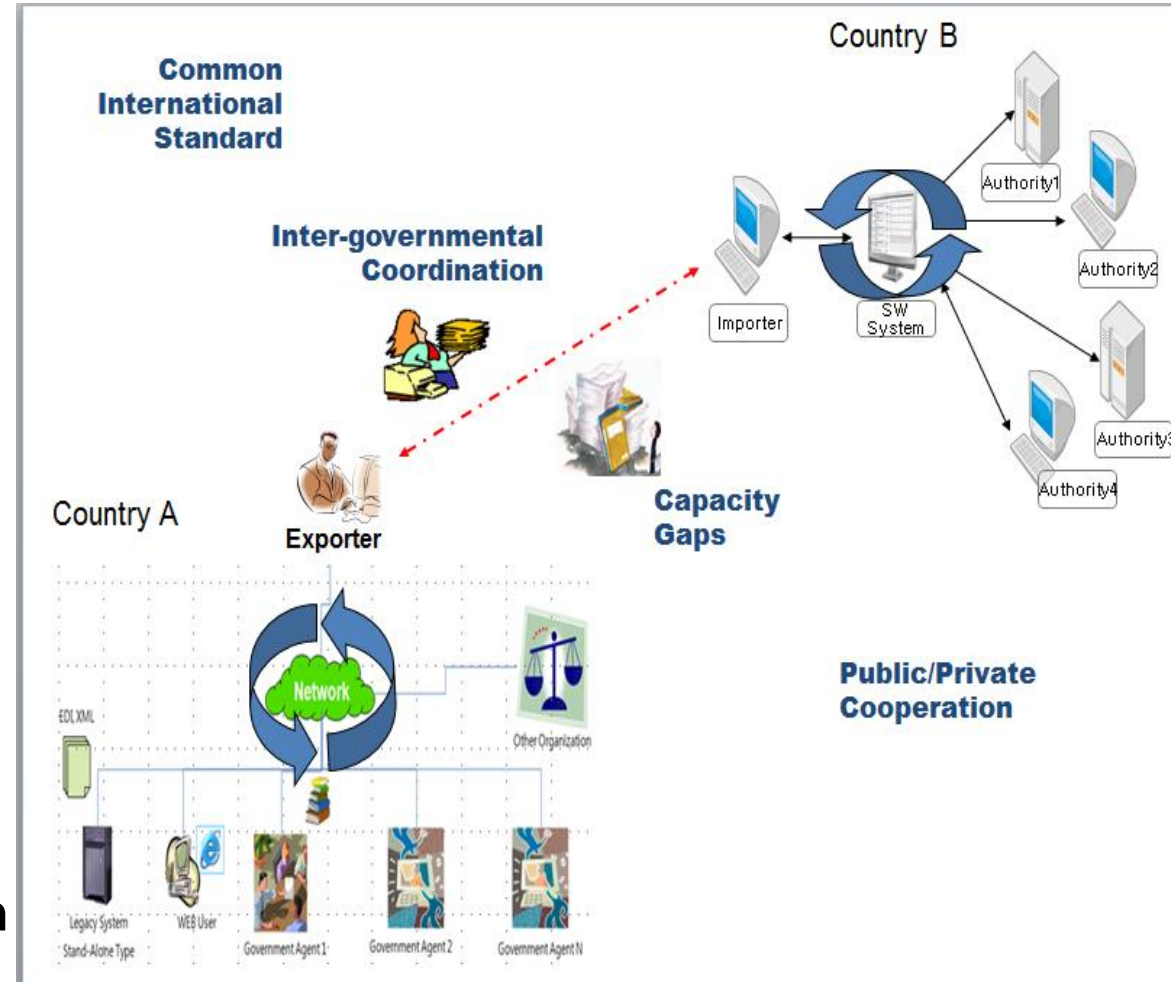 Country B
Common
International
Standard
Authority1
Inter-governmental
Coordination
Authority2
Importer
SW
System
Authority3
Authority4
Capacity
Gaps
Country A
Exporter
Public/Private
Cooperation
Network
EDI, XML
Other Organization
Legacy System
Stand-Alone Type
WEB User
Government Agent 1
Government Agent 2
Government Agent N